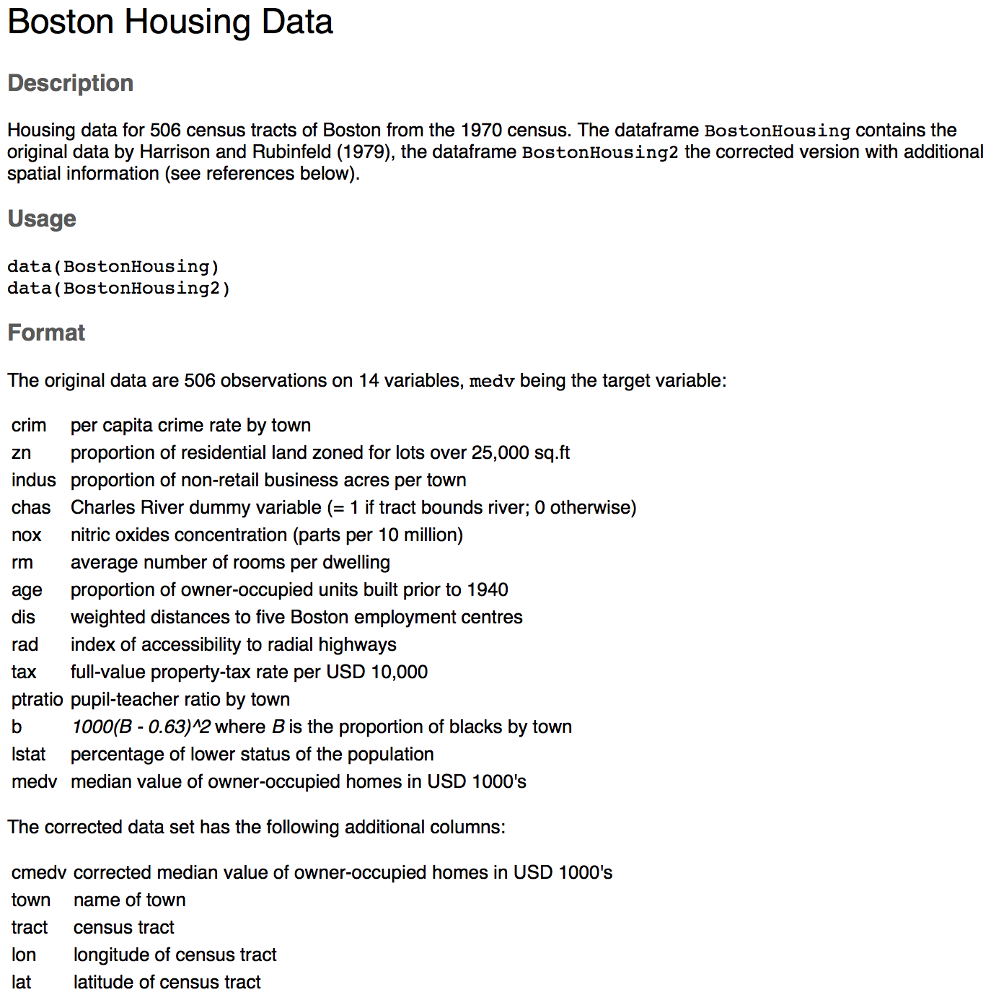 Boston Housing Data
Description
Housing data for 506 census tracts of Boston from the 1970 census. The dataframe BostonHousing contains the
original data by Harrison and Rubinfeld (1979), the dataframe BostonHousing2 the corrected version with additional
spatial information (see references below).
Usage
data(BostonHousing)
data(BostonHousing2)
Format
The original data are 506 observations on 14 variables, medv being the target variable:
crim per capita crime rate by town
zn proportion of residential land zoned for lots over 25,000 sq.ft
indus proportion of non-retail business acres per town
chas Charles River dummy variable (= 1 if tract bounds river; 0 otherwise)
nox nitric oxides concentration (parts per 10 million)
rm average number of rooms per dwelling
age proportion of owner-occupied units built prior to 1940
dis weighted distances to five Boston employment centres
rad index of accessibility to radial highways
tax full-value property-tax rate per USD 10,000
ptratio pupil-teacher ratio by town
b 1000(B - 0.63)^2 where B is the proportion of blacks by town
lstat percentage of lower status of the population
medv median value of owner-occupied homes in USD 1000's
The corrected data set has the following additional columns:
cmedv corrected median value of owner-occupied homes in USD 1000's
town name of town
tract census tract
lon longitude of census tract
lat latitude of census tract